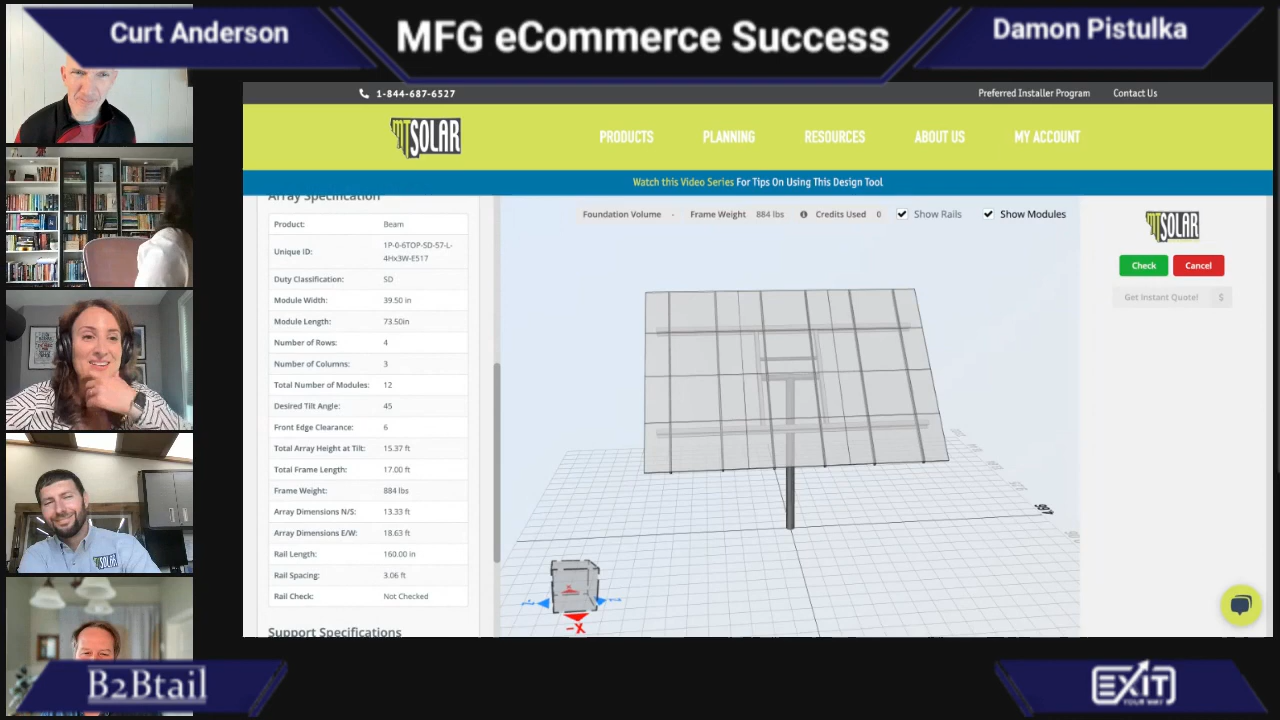 Curt Anderson
MFG eCommerce Success
Damon Pistulka
1-844-687-6527
Preferred Installer Program
Contact Us
MT SOLAR
PRODUCTS
PLANNING
RESOURCES
ABOUT US
MY ACCOUNT
Watch this Video Series For Tips On Using This Design Tool
Array Specification
Product: Beam
Unique ID: 1P-0-6TOP-SD-57-L-
4Hx3W-E517
Duty Classification: SD
Module Width: 39.50 in
Module Length: 73.50in
Number of Rows: 4
Number of Columns: 3
Total Number of Modules: 12
Desired Tilt Angle: 45
Front Edge Clearance: 6
Total Array Height at Tilt: 15.37 ft
Total Frame Length: 17.00 ft
Frame Weight: 884 lbs
Array Dimensions N/S: 13.33 ft
Array Dimensions E/W: 18.63 ft
Rail Length: 160.00 in
Rail Spacing: 3.06 ft
Rail Check: Not Checked
Support Specifications
Foundation Volume - Frame Weight 884 lbs Credits Used 0 Show Rails Show Modules
-X
MT SOLAR
Check
Cancel
Get Instant Quote! $
MT SOLAR
B2Btail
EXIT
YOUR WAY